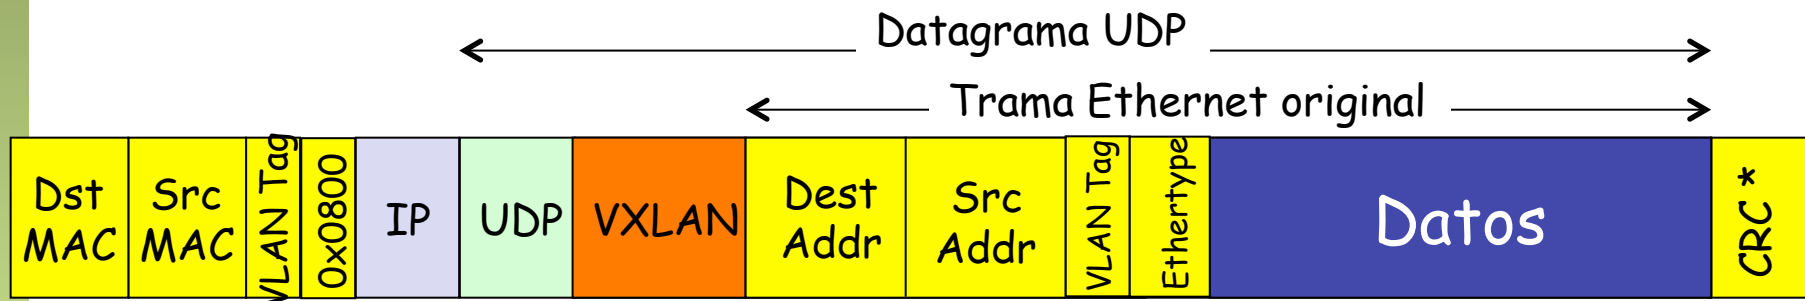 Datagrama UDP
Trama Ethernet original
Dst
MAC
Src
MAC
VLAN Tag
0x0800
IP
UDP
VXLAN
Dest
Addr
Src
Addr
VLAN Tag
Ethertype
Datos
CRC *